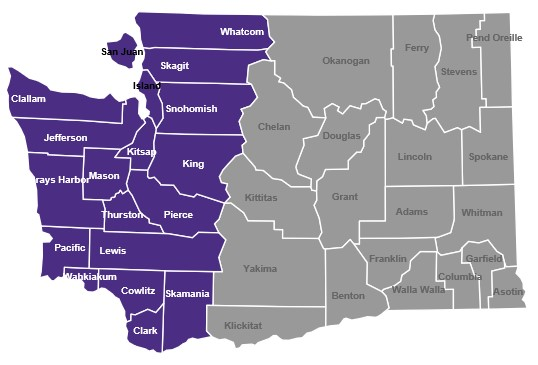 Whatcom
San Juan
Skagit
Island
Snohomish
Clallam
Jefferson
Kitsap
King
Grays Harbor
Mason
Thurston
Pierce
Pacific
Lewis
Wahkiakum
Cowlitz
Skamania
Clark
Okanogan
Ferry
Pend Oreille
Stevens
Chelan
Douglas
Lincoln
Spokane
Kittitas
Grant
Adams
Whitman
Yakima
Franklin
Garfield
Columbia
Benton
Walla Walla
Asotin
Klickitat